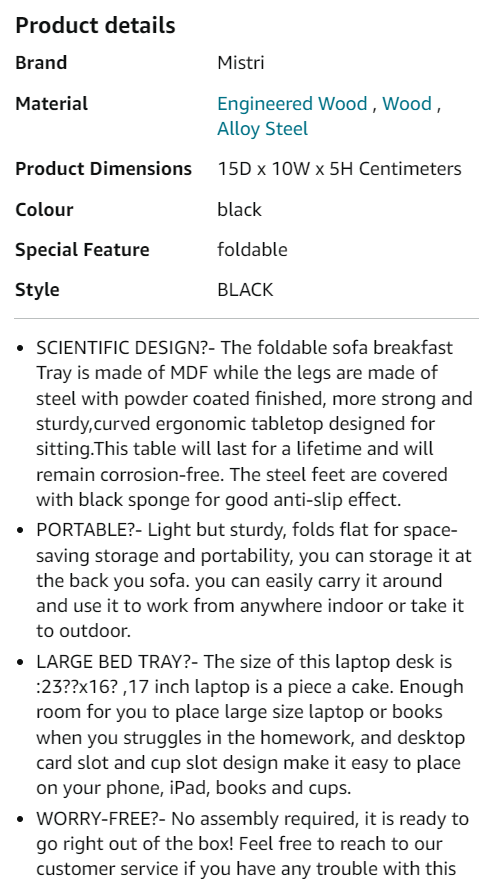 Product details
Brand Mistri
Material Engineered Wood , Wood ,
Alloy Steel
Product Dimensions 15D x 10W x 5H Centimeters
Colour black
Special Feature foldable
Style BLACK
• SCIENTIFIC DESIGN?- The foldable sofa breakfast
Tray is made of MDF while the legs are made of
steel with powder coated finished, more strong and
sturdy,curved ergonomic tabletop designed for
sitting.This table will last for a lifetime and will
remain corrosion-free. The steel feet are covered
with black sponge for good anti-slip effect.
• PORTABLE?- Light but sturdy, folds flat for space-
saving storage and portability, you can storage it at
the back you sofa. you can easily carry it around
and use it to work from anywhere indoor or take it
to outdoor.
• LARGE BED TRAY?- The size of this laptop desk is
:23??x16? ,17 inch laptop is a piece a cake. Enough
room for you to place large size laptop or books
when you struggles in the homework, and desktop
card slot and cup slot design make it easy to place
on your phone, iPad, books and cups.
• WORRY-FREE?- No assembly required, it is ready to
go right out of the box! Feel free to reach to our
customer service if you have any trouble with this